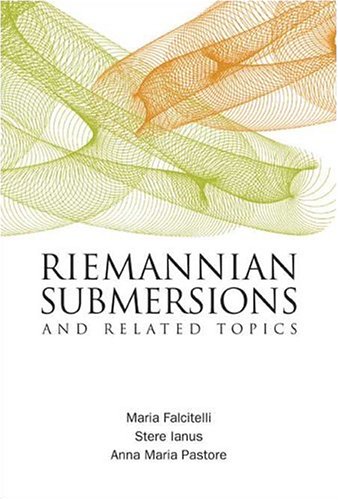 RIEMANNIAN
SUBMERSIONS
AND RELATED TOPICS
Maria Falcitelli
Stere Ianus
Anna Maria Pastore